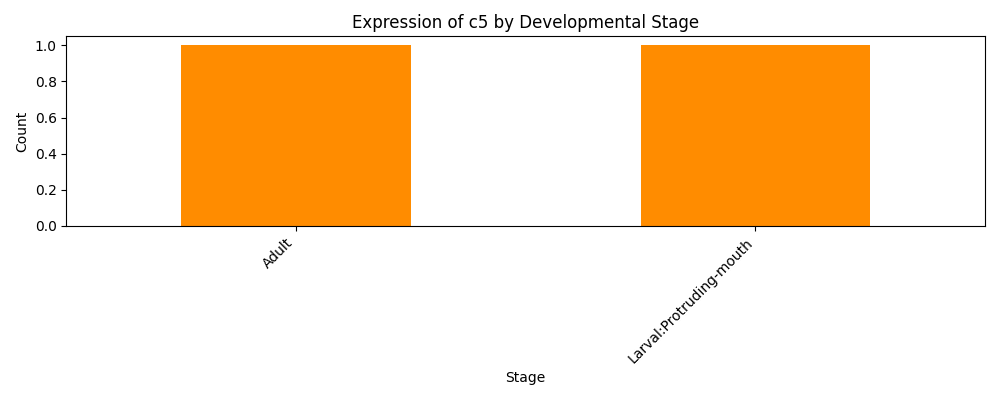 Expression of c5 by Developmental Stage
Count
1.0
0.8
0.6
0.4
0.2
0.0
Adult
Larval:Protruding-mouth
Stage